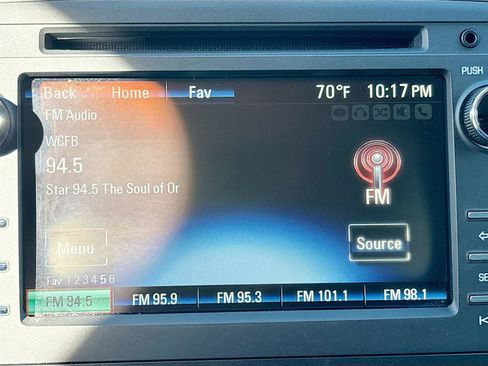 PUSH
Back Home Fav 70°F 10:17 PM
FM Audio
WCFB
94.5
Star 94.5 The Soul of Or
FM
Menu
Source
Fav 1 2 3 4 5 6
FM 94.5 FM 95.9 FM 95.3 FM 101.1 FM 98.1